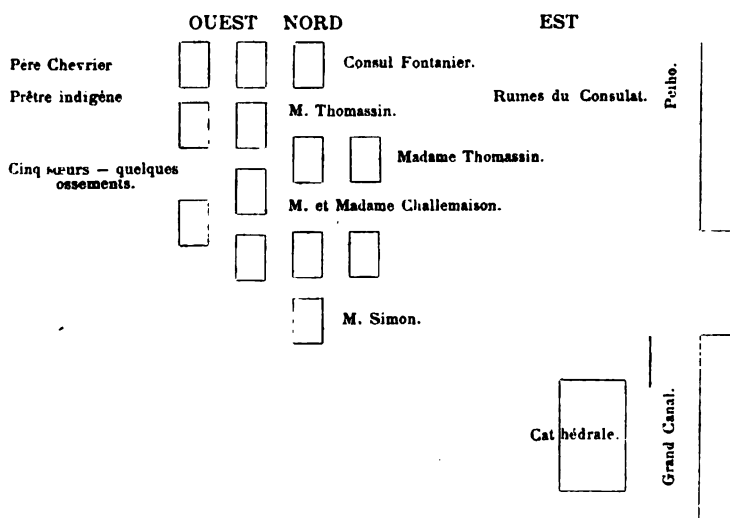 OUEST NORD EST
Père Chevrier
Consul Fontanier.
Prêtre indigène
Ruines du Consulat.
Peïho.
M. Thomassin.
Madame Thomassin.
Cinq sœurs — quelques
ossements.
M. et Madame Challemaison.
M. Simon.
Cathédrale.
Grand Canal.